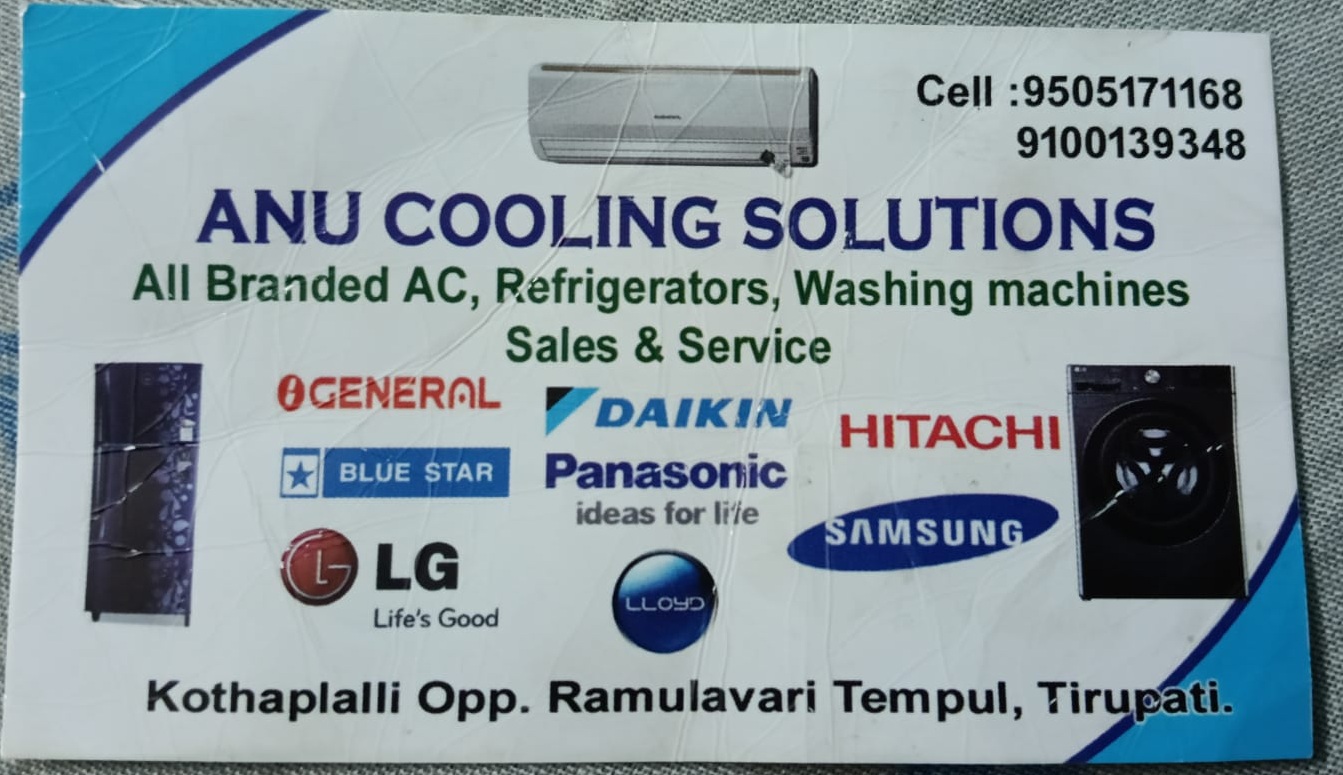 Cell :9505171168
9100139348
ANU COOLING SOLUTIONS
All Branded AC, Refrigerators, Washing machines
Sales & Service
GENERAL
DAIKIN
HITACHI
BLUE STAR
Panasonic
ideas for life
SAMSUNG
LG
Life's Good
LLOYD
Kothaplalli Opp. Ramulavari Tempul, Tirupati.